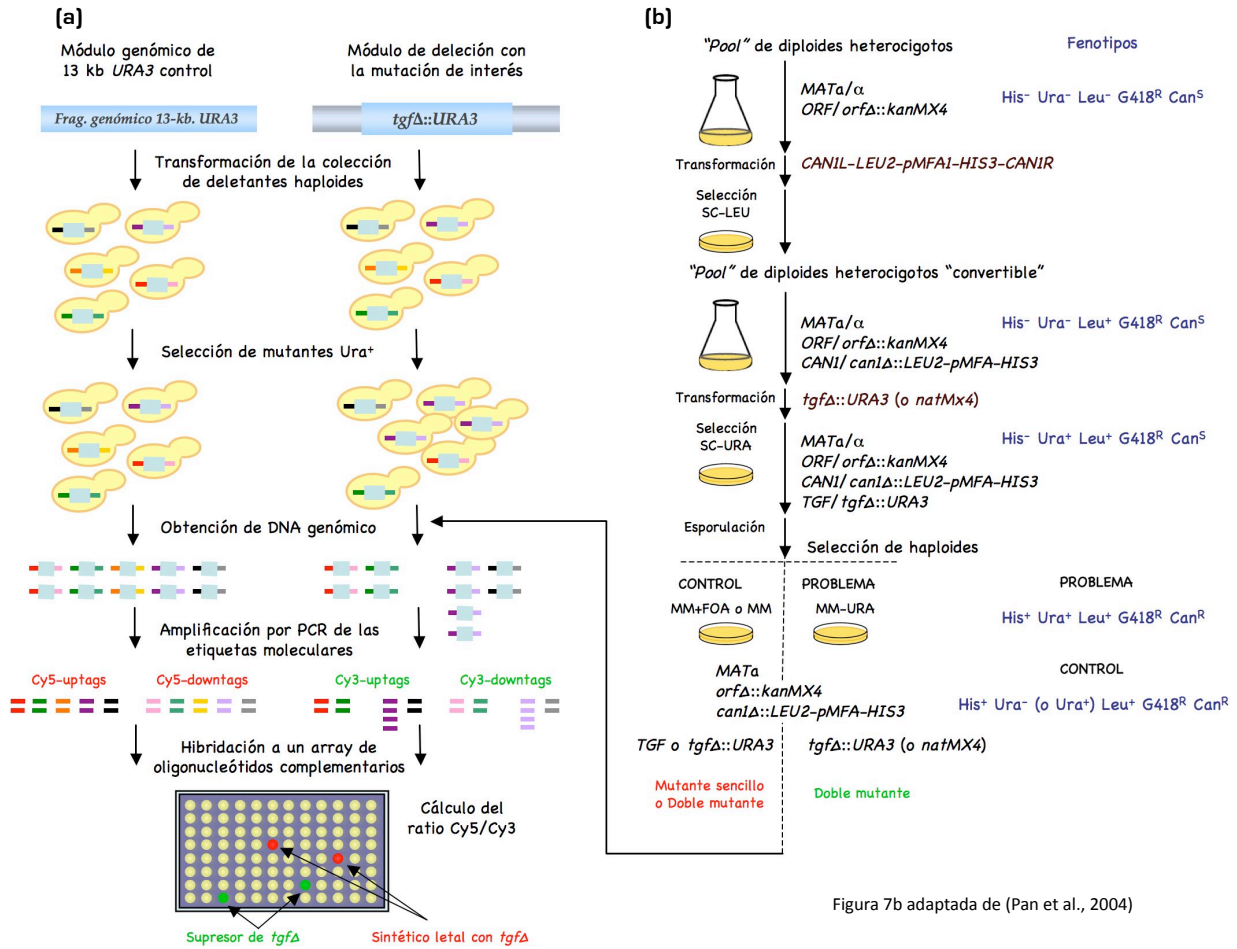 (a)
Módulo genómico de
13 kb URA3 control
Módulo de deleción con
la mutación de interés
Frag. genómico 13-kb. URA3
tgfΔ::URA3
Transformación de la colección
de deletantes haploides
Selección de mutantes Ura⁺
Obtención de DNA genómico
Amplificación por PCR de las
etiquetas moleculares
Cy5-uptags
Cy5-downtags
Cy3-uptags
Cy3-downtags
Hibridación a un array de
oligonucleótidos complementarios
Cálculo del
ratio Cy5/Cy3
Supresor de tgfΔ
Sintético letal con tgfΔ
(b)
"Pool" de diploides heterocigotos
Fenotipos
MATa/α
ORF/orfΔ::kanMX4
His⁻ Ura⁻ Leu⁻ G418ᴿ Canˢ
Transformación
CAN1L-LEU2-pMFA1-HIS3-CAN1R
Selección
SC-LEU
"Pool" de diploides heterocigotos "convertible"
MATa/α
ORF/orfΔ::kanMX4
CAN1/can1Δ::LEU2-pMFA-HIS3
His⁻ Ura⁻ Leu⁺ G418ᴿ Canˢ
Transformación
tgfΔ::URA3 (o natMx4)
Selección
SC-URA
MATa/α
ORF/orfΔ::kanMX4
CAN1/can1Δ::LEU2-pMFA-HIS3
TGF/tgfΔ::URA3
His⁻ Ura⁺ Leu⁺ G418ᴿ Canˢ
Esporulación
Selección de haploides
CONTROL
MM+FOA o MM
PROBLEMA
MM-URA
PROBLEMA
His⁺ Ura⁺ Leu⁺ G418ᴿ Canᴿ
MATa
orfΔ::kanMX4
can1Δ::LEU2-pMFA-HIS3
CONTROL
His⁺ Ura⁻ (o Ura⁺) Leu⁺ G418ᴿ Canᴿ
TGF o tgfΔ::URA3
tgfΔ::URA3 (o natMX4)
Mutante sencillo
o Doble mutante
Doble mutante
Figura 7b adaptada de (Pan et al., 2004)